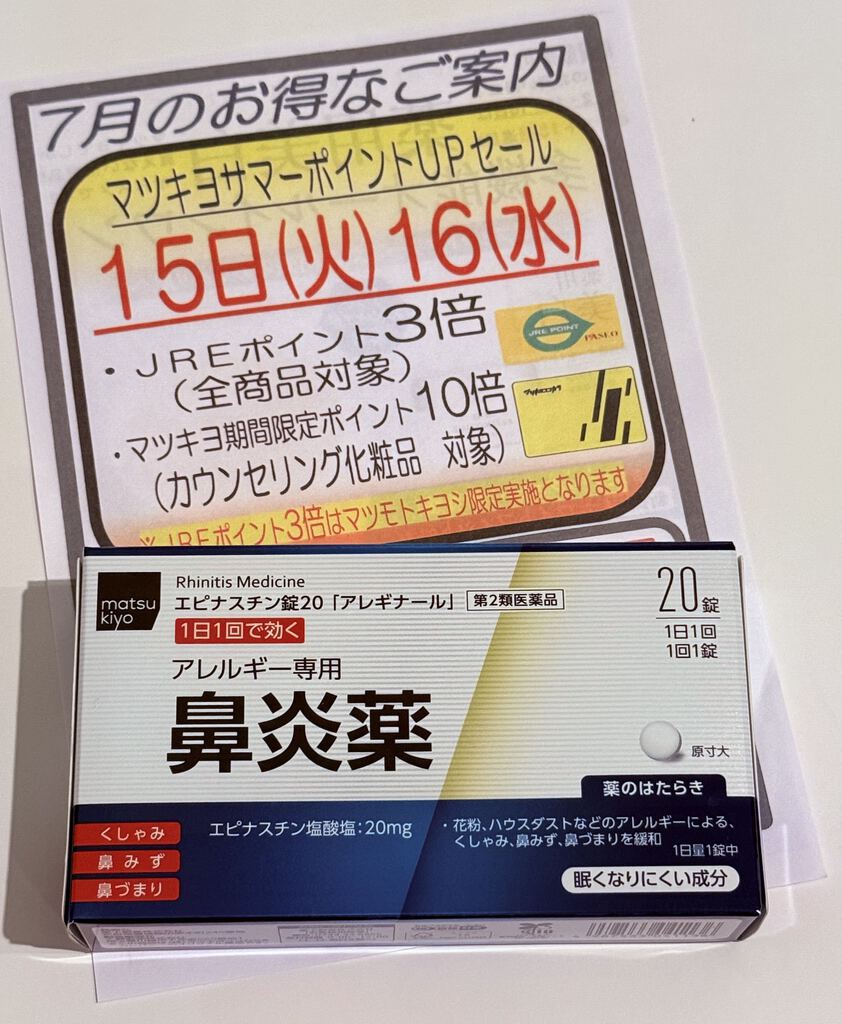 7月のお得なご案内
マツキヨサマーポイントUPセール
15日(火)16(水)
・JREポイント3倍
(全商品対象)
JRE POINT
PASEO
・マツキヨ期間限定ポイント10倍
(カウンセリング化粧品 対象)
※JREポイント3倍はマツモトキヨシ限定実施となります
matsu
kiyo
Rhinitis Medicine
エピナスチン錠20「アレギナール」 第2類医薬品
1日1回で効く
アレルギー専用
鼻炎薬
20錠
1日1回
1回1錠
原寸大
薬のはたらき
くしゃみ
鼻みず
鼻づまり
エピナスチン塩酸塩:20mg
・花粉、ハウスダストなどのアレルギーによる、
くしゃみ、鼻みず、鼻づまりを緩和
1日量1錠中
眠くなりにくい成分